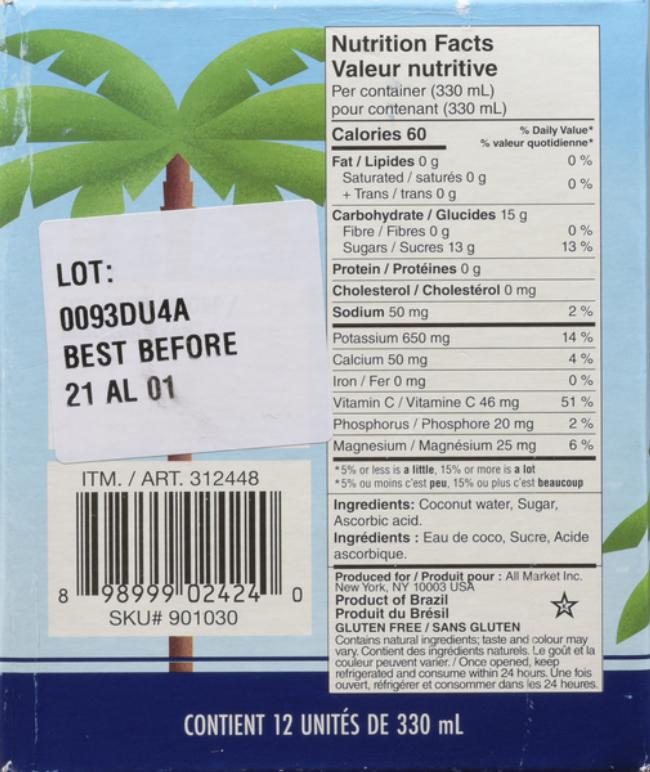 Nutrition Facts
Valeur nutritive
Per container (330 mL)
pour contenant (330 mL)
Calories 60
% Daily Value*
% valeur quotidienne*
Fat / Lipides 0 g 0 %
Saturated / saturés 0 g
+ Trans / trans 0 g
0 %
Carbohydrate / Glucides 15 g
Fibre / Fibres 0 g 0 %
Sugars / Sucres 13 g 13 %
Protein / Protéines 0 g
Cholesterol / Cholestérol 0 mg
Sodium 50 mg 2 %
Potassium 650 mg 14 %
Calcium 50 mg 4 %
Iron / Fer 0 mg 0 %
Vitamin C / Vitamine C 46 mg 51 %
Phosphorus / Phosphore 20 mg 2 %
Magnesium / Magnésium 25 mg 6 %
*5% or less is a little, 15% or more is a lot
*5% ou moins c'est peu, 15% ou plus c'est beaucoup
Ingredients: Coconut water, Sugar,
Ascorbic acid.
Ingrédients : Eau de coco, Sucre, Acide
ascorbique.
Produced for / Produit pour : All Market Inc.
New York, NY 10003 USA
Product of Brazil
Produit du Brésil
GLUTEN FREE / SANS GLUTEN
Contains natural ingredients; taste and colour may
vary. Contient des ingrédients naturels. Le goût et la
couleur peuvent varier. / Once opened, keep
refrigerated and consume within 24 hours. Une fois
ouvert, réfrigérer et consommer dans les 24 heures.
LOT:
0093DU4A
BEST BEFORE
21 AL 01
ITM. / ART. 312448
8 98999 02424 0
SKU# 901030
CONTIENT 12 UNITÉS DE 330 mL